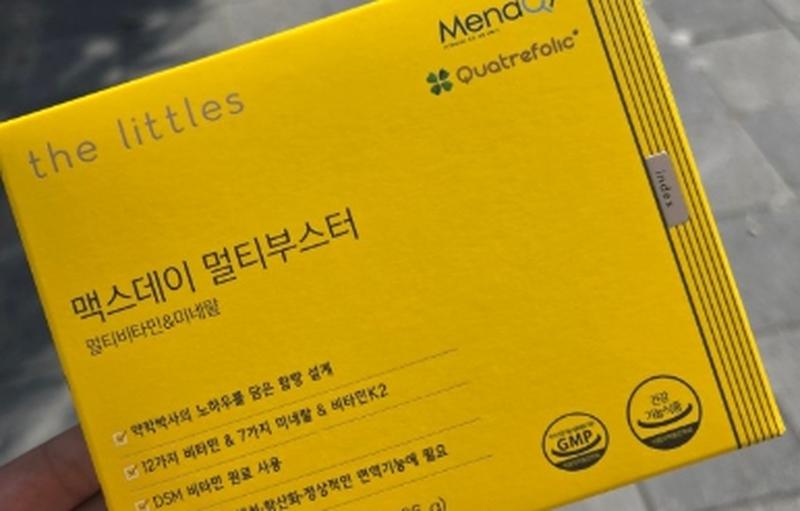 MenaQ7
Quatrefolic
the littles
index
맥스데이 멀티부스터
멀티비타민&미네랄
약학박사의 노하우를 담은 함량 설계
12가지 비타민 & 7가지 미네랄 & 비타민K2
DSM 비타민 원료 사용
항산화·정상적인 면역기능에 필요
GMP
건강
기능식품